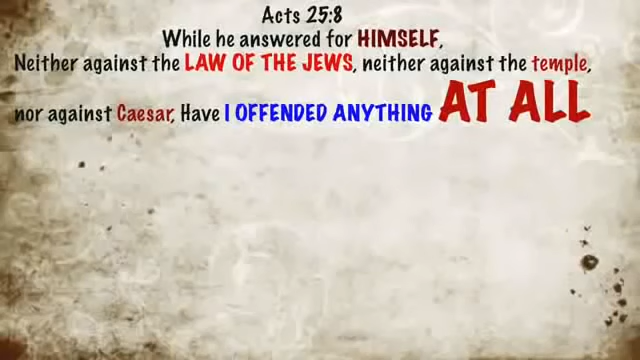 Acts 25:8
While he answered for HIMSELF,
Neither against the LAW OF THE JEWS, neither against the temple,
nor against Caesar, Have I OFFENDED ANYTHING AT ALL